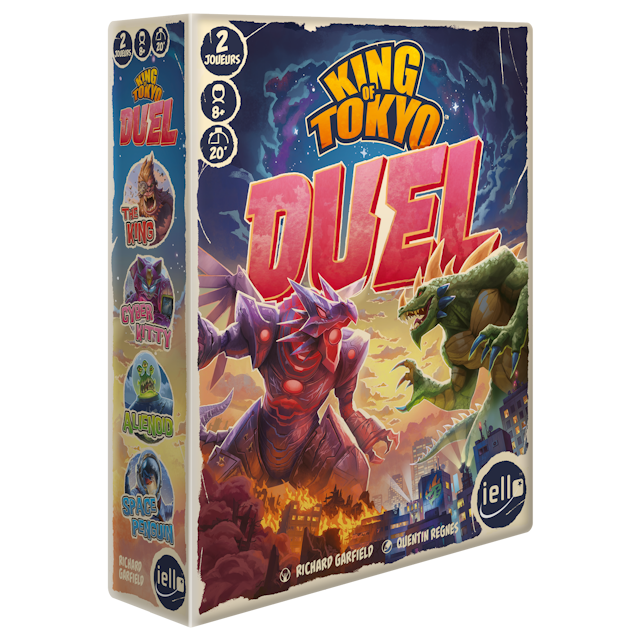 2
JOUEURS
8+
20'
KING
OF
TOKYO
DUEL
THE
KING
CYBER
KITTY
ALIENOID
SPACE
PENGUIN
RICHARD
GARFIELD
iello
2
JOUEURS
8+
20'
KING
OF
TOKYO
DUEL
iello
RICHARD GARFIELD
QUENTIN REGNES